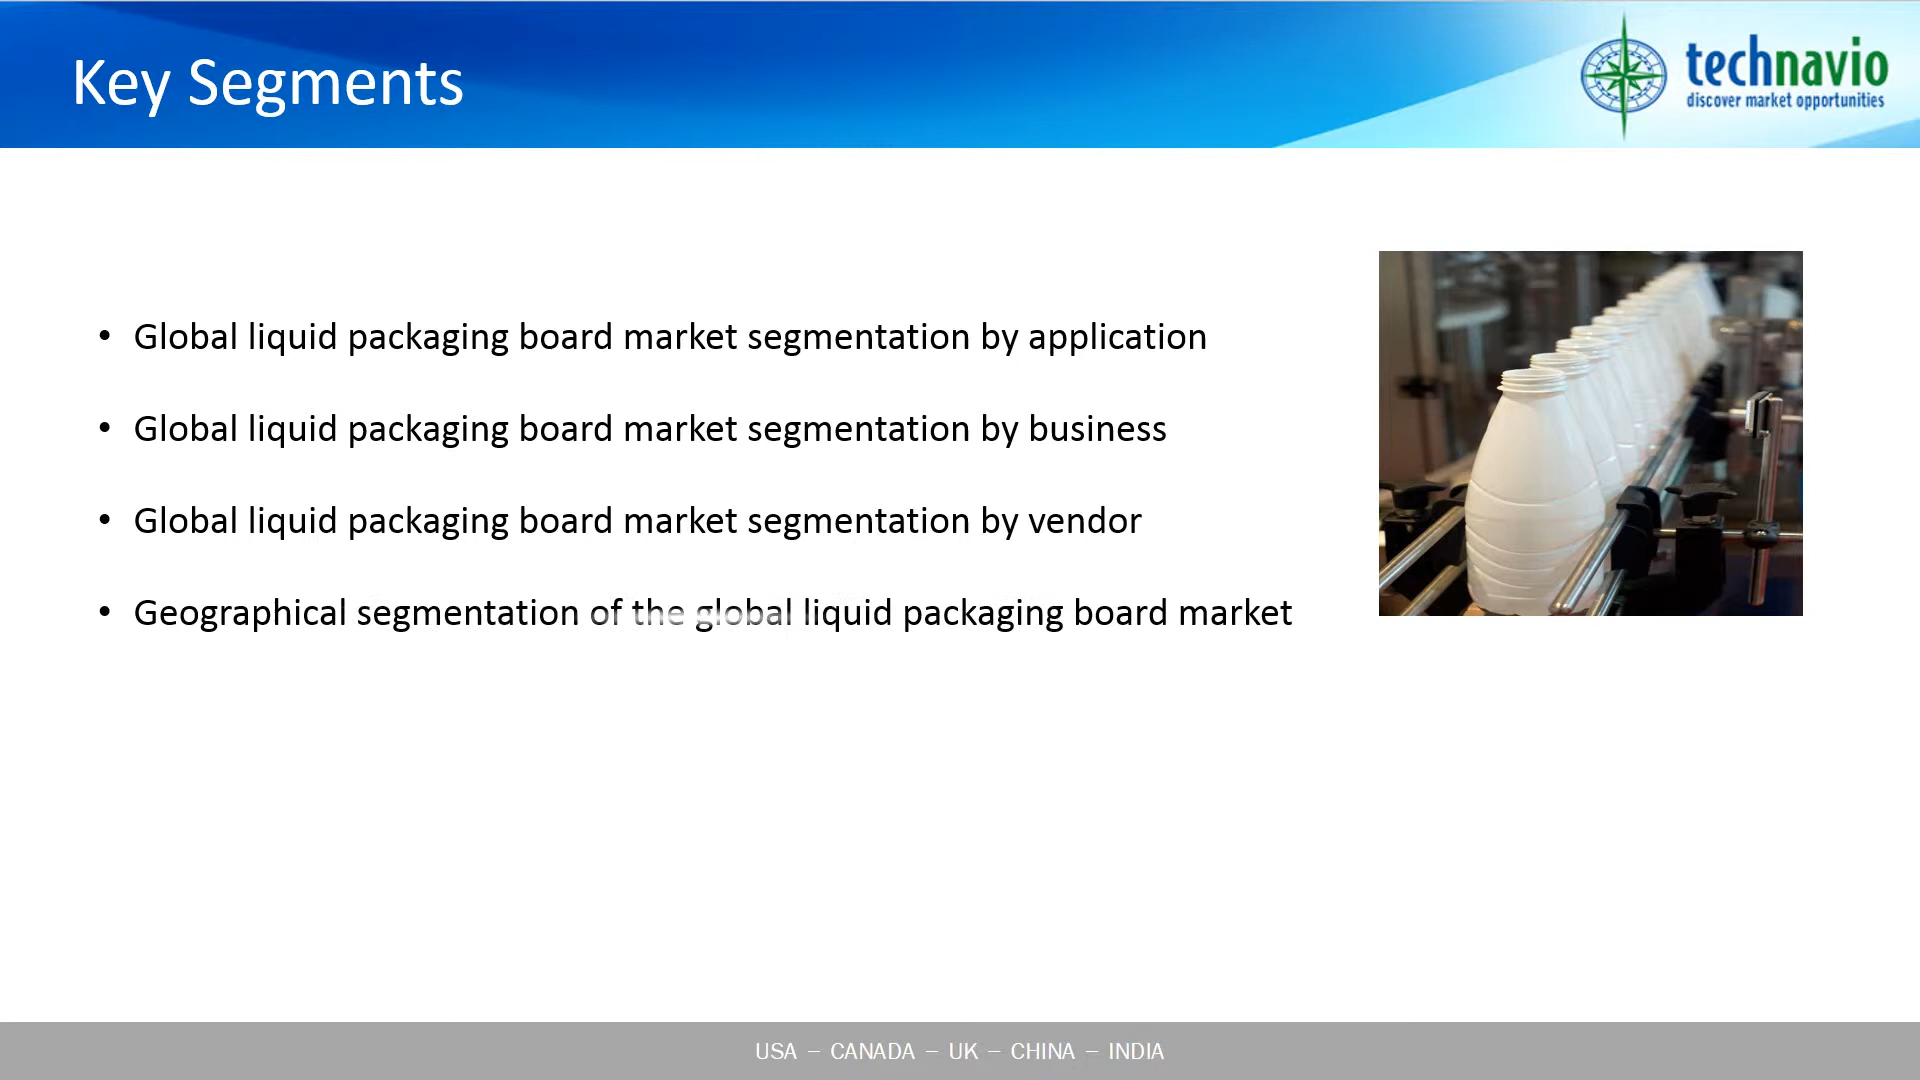 Key Segments
technavio
discover market opportunities
• Global liquid packaging board market segmentation by application
• Global liquid packaging board market segmentation by business
• Global liquid packaging board market segmentation by vendor
• Geographical segmentation of the global liquid packaging board market
USA – CANADA – UK – CHINA – INDIA